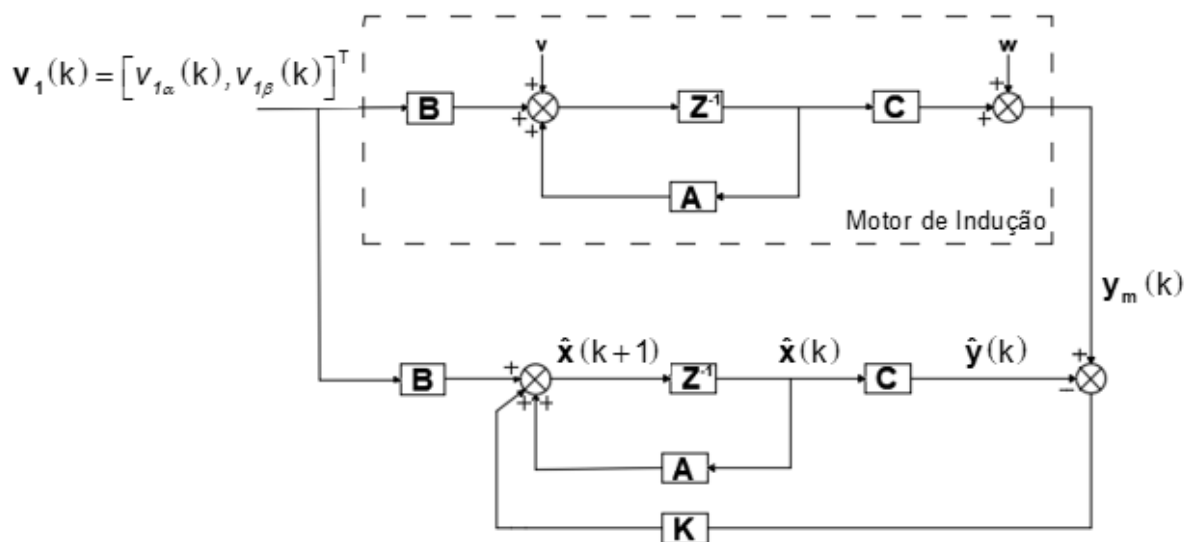 v₁(k) = [v₁α(k), v₁β(k)]ᵀ
v
w
+
+
+
+
+
+
B
Z⁻¹
C
A
Motor de Indução
yₘ(k)
x̂(k+1)
x̂(k)
ŷ(k)
+
+
−
B
Z⁻¹
C
+
+
A
K